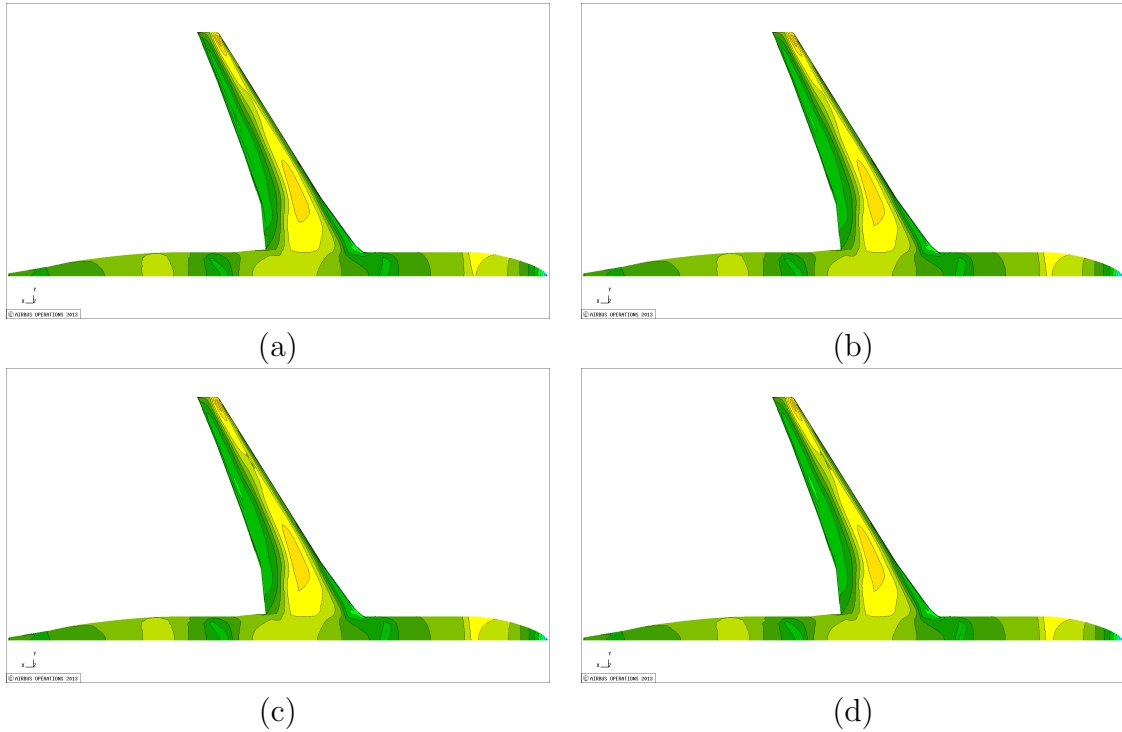 Y
X Z
© AIRBUS OPERATIONS 2013
(a)
Y
X Z
© AIRBUS OPERATIONS 2013
(b)
Y
X Z
© AIRBUS OPERATIONS 2013
(c)
Y
X Z
© AIRBUS OPERATIONS 2013
(d)